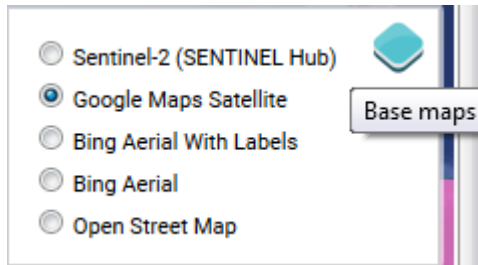 Sentinel-2 (SENTINEL Hub)
Google Maps Satellite
Base maps
Bing Aerial With Labels
Bing Aerial
Open Street Map